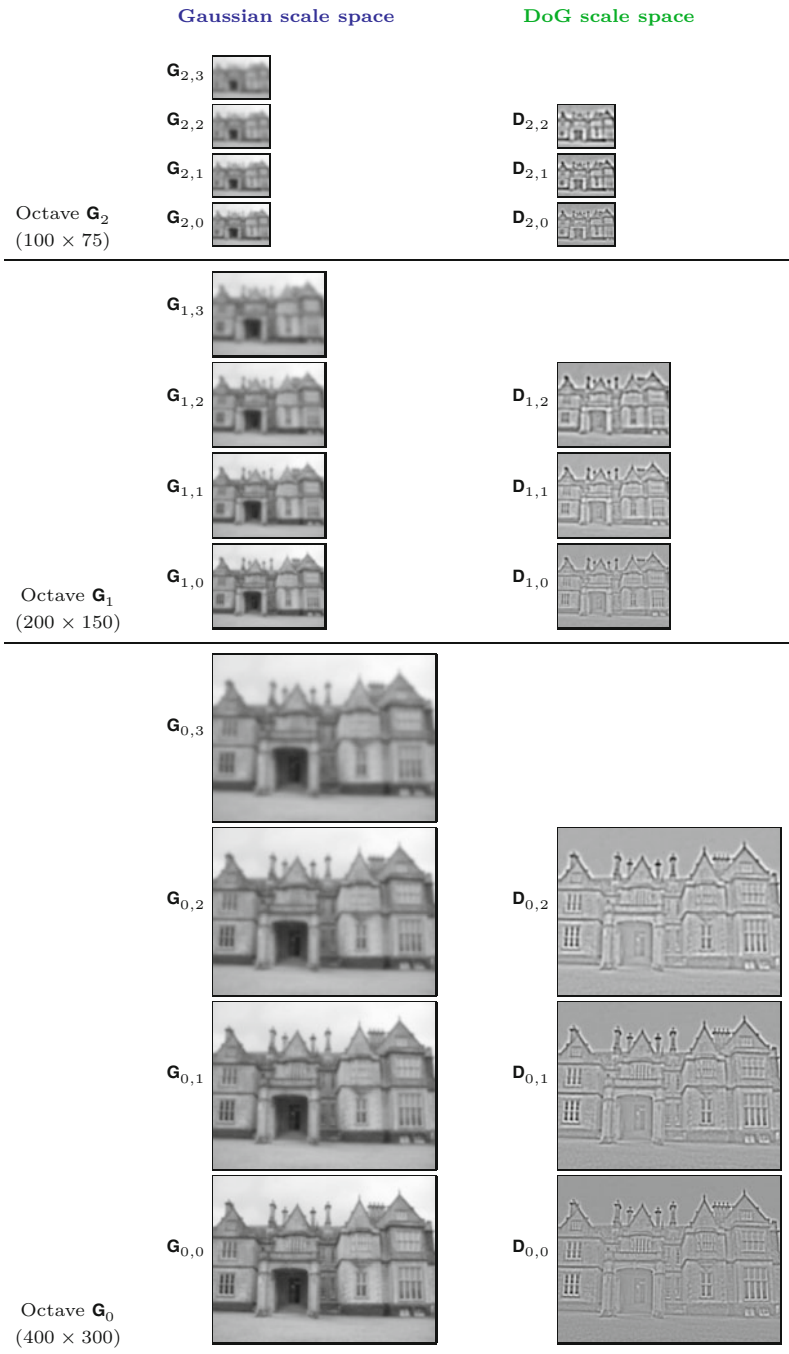 Gaussian scale space DoG scale space
G2,3
G2,2 D2,2
G2,1 D2,1
Octave G2 G2,0 D2,0
(100 × 75)
G1,3
G1,2 D1,2
G1,1 D1,1
G1,0 D1,0
Octave G1
(200 × 150)
G0,3
G0,2 D0,2
G0,1 D0,1
G0,0 D0,0
Octave G0
(400 × 300)